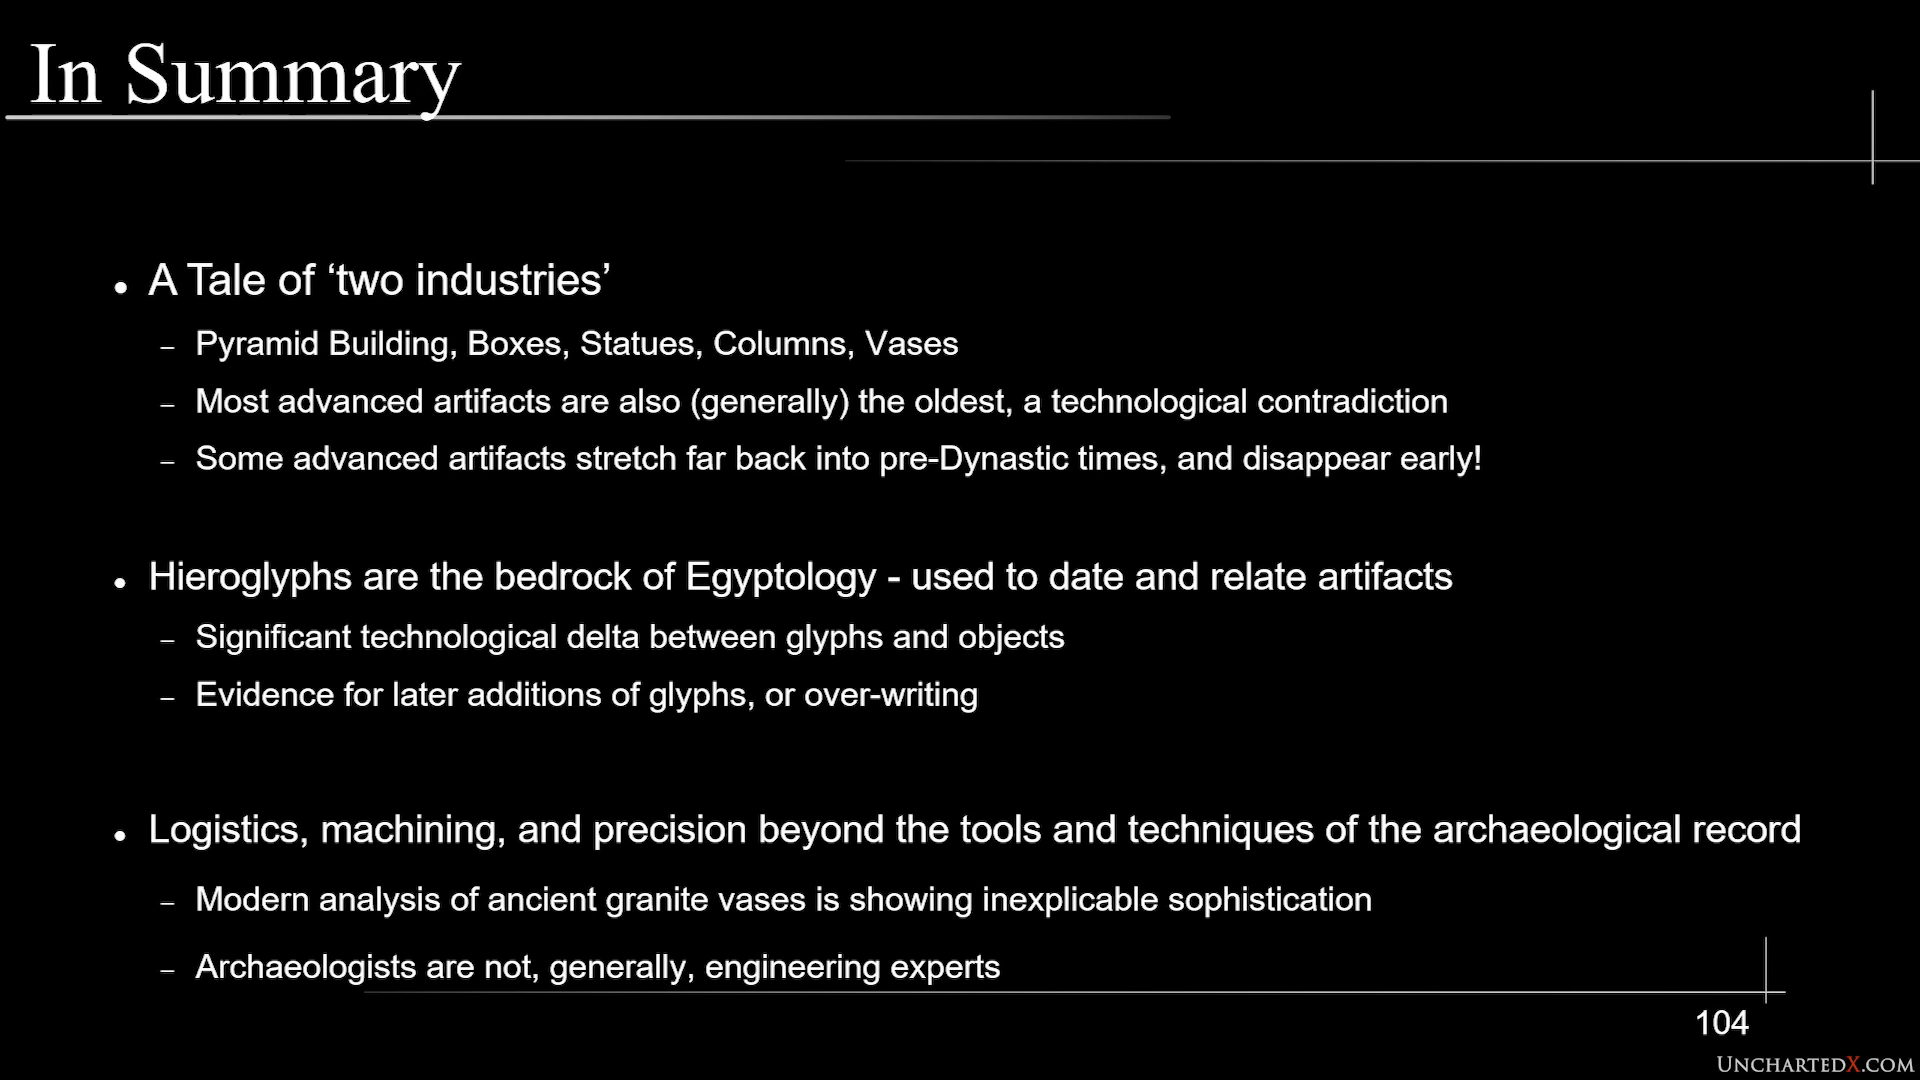 In Summary
A Tale of ‘two industries’
Pyramid Building, Boxes, Statues, Columns, Vases
Most advanced artifacts are also (generally) the oldest, a technological contradiction
Some advanced artifacts stretch far back into pre-Dynastic times, and disappear early!
Hieroglyphs are the bedrock of Egyptology - used to date and relate artifacts
Significant technological delta between glyphs and objects
Evidence for later additions of glyphs, or over-writing
Logistics, machining, and precision beyond the tools and techniques of the archaeological record
Modern analysis of ancient granite vases is showing inexplicable sophistication
Archaeologists are not, generally, engineering experts
104
UnchartedX.com